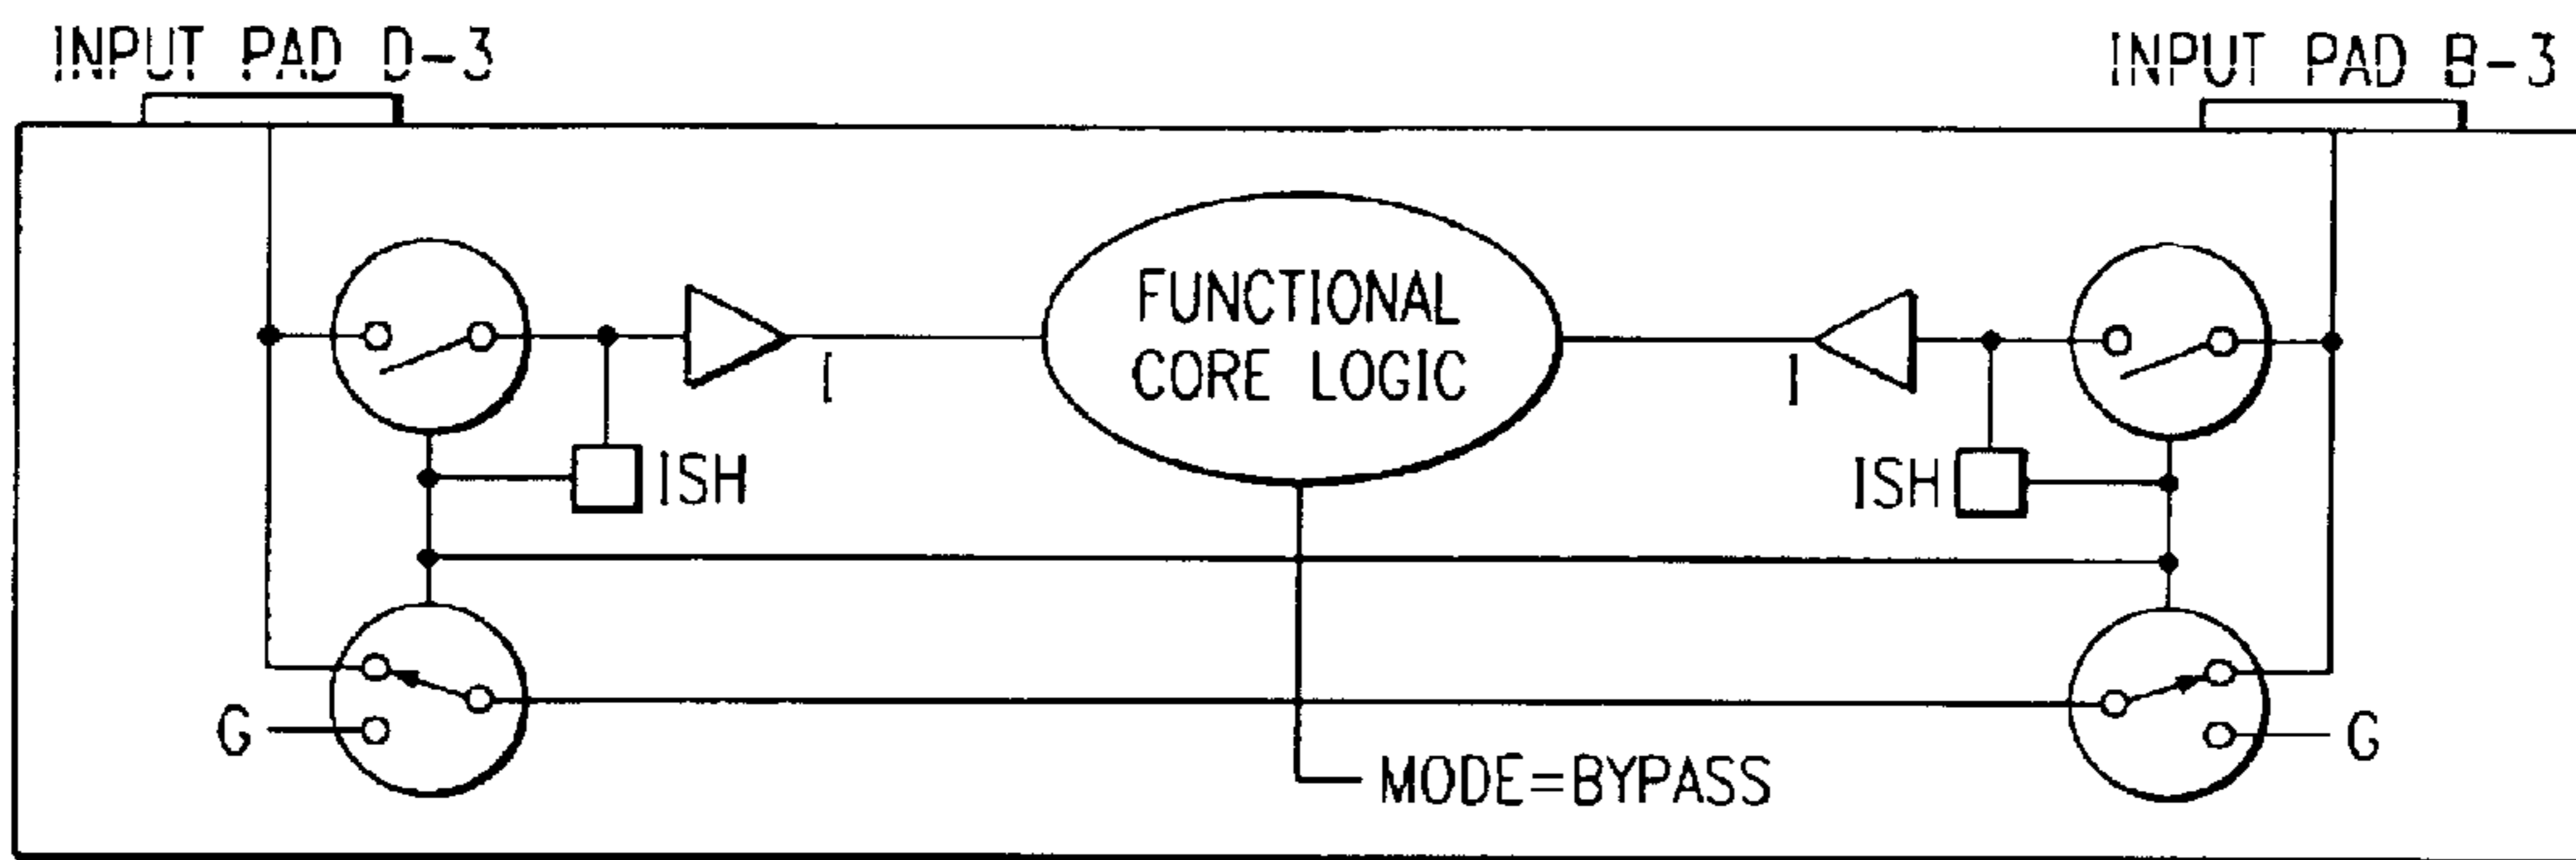 INPUT PAD D-3
INPUT PAD B-3
FUNCTIONAL
CORE LOGIC
I
I
ISH
ISH
G
G
MODE=BYPASS